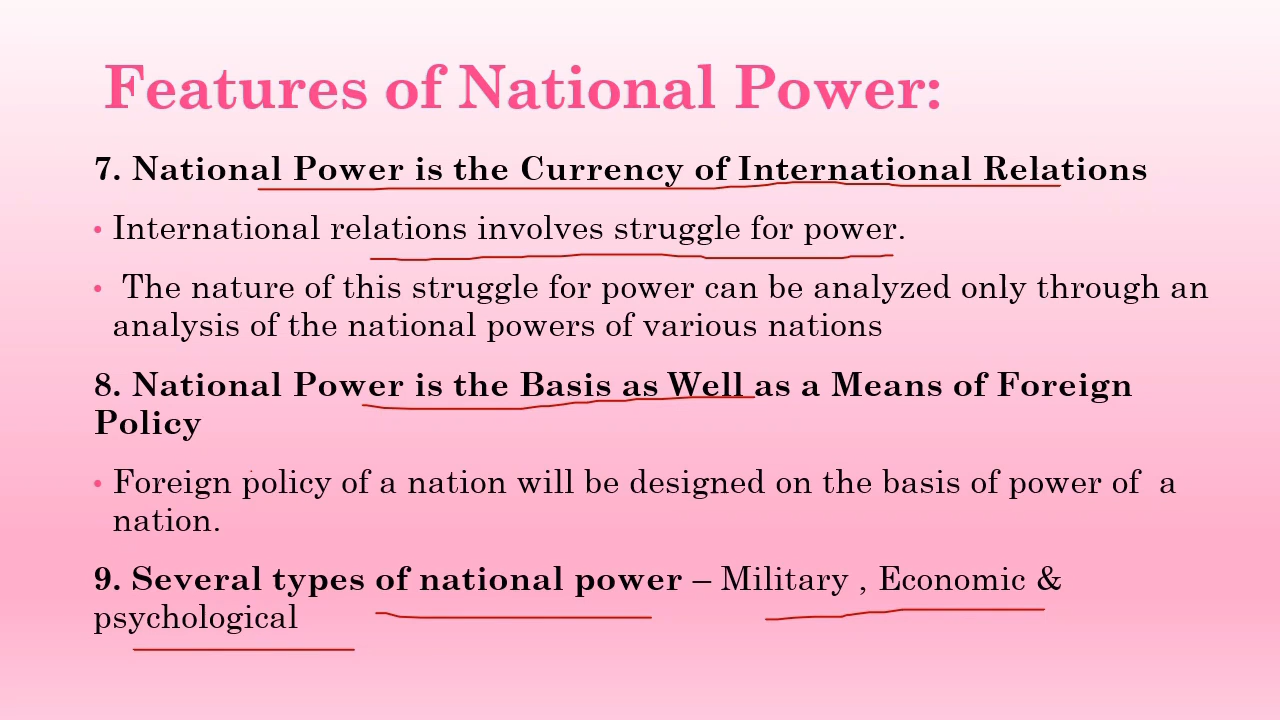 Features of National Power:
7. National Power is the Currency of International Relations
• International relations involves struggle for power.
• The nature of this struggle for power can be analyzed only through an
analysis of the national powers of various nations
8. National Power is the Basis as Well as a Means of Foreign
Policy
• Foreign policy of a nation will be designed on the basis of power of a
nation.
9. Several types of national power – Military , Economic &
psychological